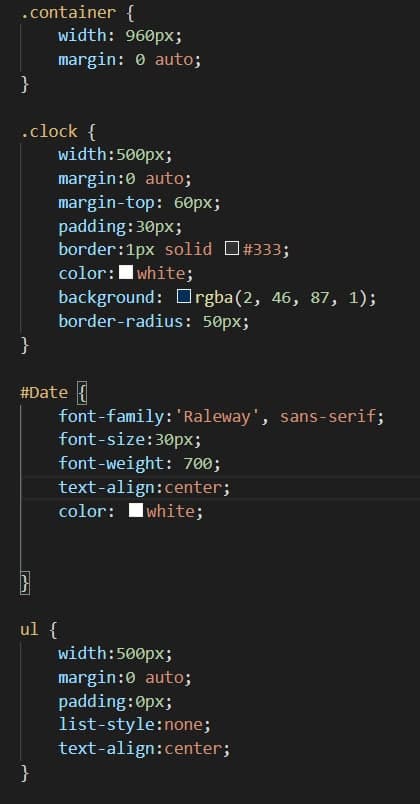 .container {
    width: 960px;
    margin: 0 auto;
}

.clock {
    width:500px;
    margin:0 auto;
    margin-top: 60px;
    padding:30px;
    border:1px solid #333;
    color:white;
    background: rgba(2, 46, 87, 1);
    border-radius: 50px;
}

#Date {
    font-family:'Raleway', sans-serif;
    font-size:30px;
    font-weight: 700;
    text-align:center;
    color: white;


}

ul {
    width:500px;
    margin:0 auto;
    padding:0px;
    list-style:none;
    text-align:center;
}